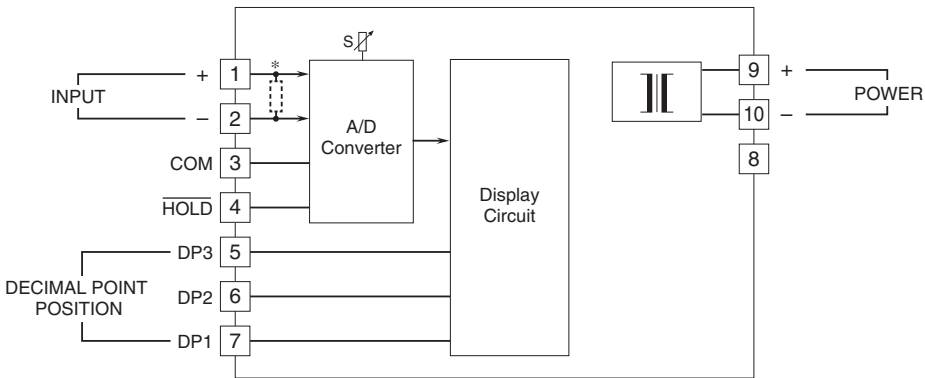 S
*
+ 1
INPUT
− 2
A/D
Converter
COM 3
HOLD 4
Display
Circuit
DP3 5
DECIMAL POINT
POSITION
DP2 6
DP1 7
9 +
POWER
10 −
8